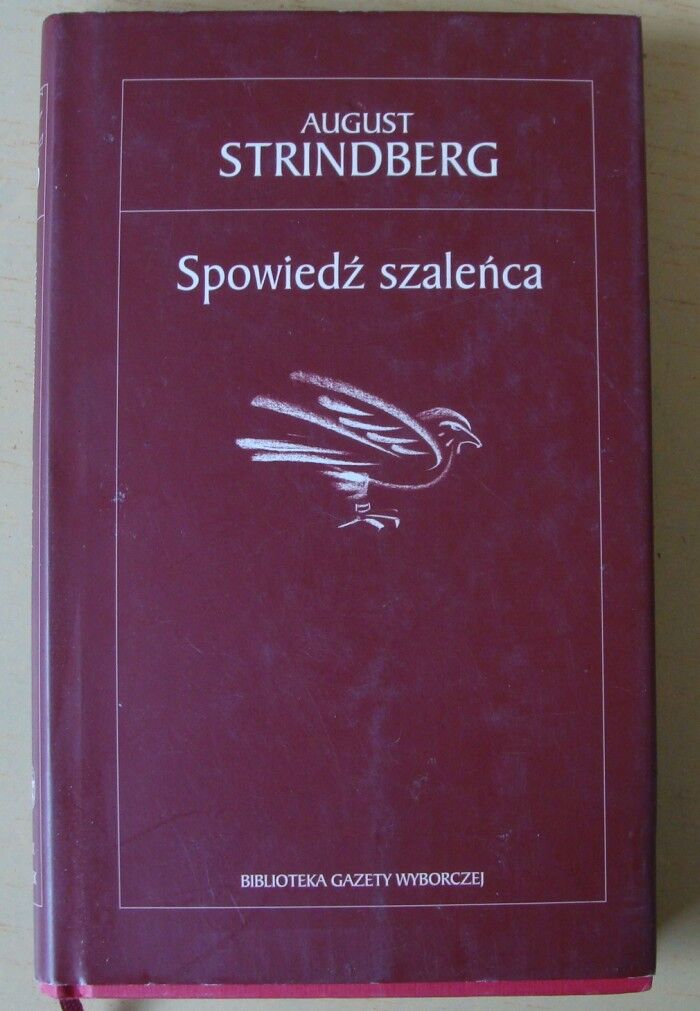 AUGUST
STRINDBERG
Spowiedź szaleńca
BIBLIOTEKA GAZETY WYBORCZEJ